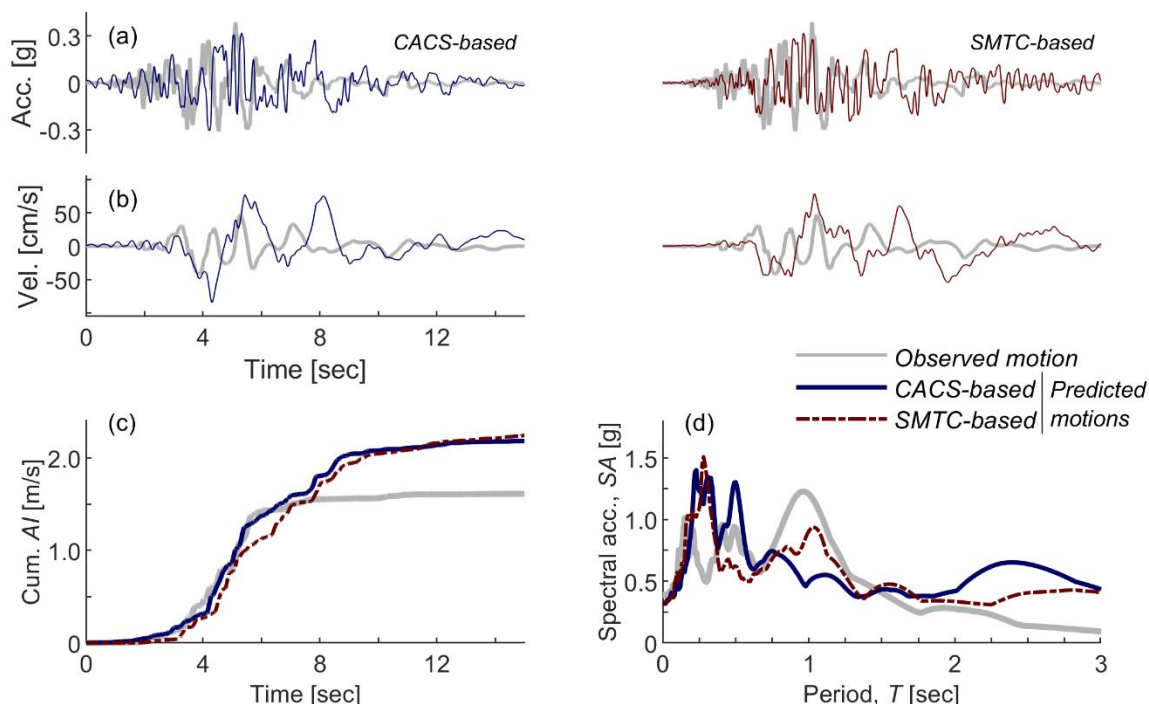 (a)
CACS-based
SMTC-based
Acc. [g]
0.3
0
-0.3
(b)
Vel. [cm/s]
50
0
-50
0 4 8 12
Time [sec]
Observed motion
CACS-based Predicted
SMTC-based motions
(c)
Cum. AI [m/s]
2.0
1.0
0
0 4 8 12
Time [sec]
(d)
Spectral acc., SA [g]
1.5
1.0
0.5
0
0 1 2 3
Period, T [sec]